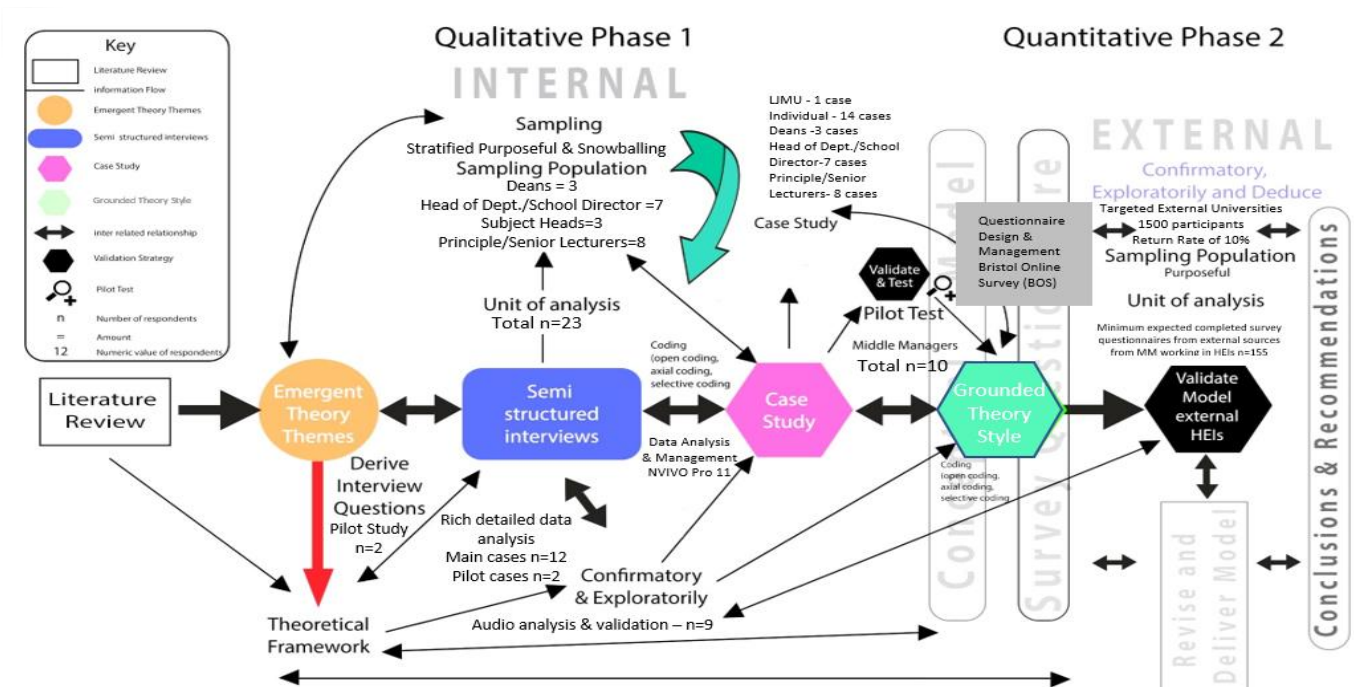 Key
Literature Review
information Flow
Emergent Theory Themes
Semi structured interviews
Case Study
Grounded Theory Style
inter related relationship
Validation Strategy
Pilot Test
n Number of respondents
= Amount
12 Numeric value of respondents
Qualitative Phase 1
INTERNAL
Sampling
Stratified Purposeful & Snowballing
Sampling Population
Deans = 3
Head of Dept./School Director =7
Subject Heads=3
Principle/Senior Lecturers=8
Unit of analysis
Total n=23
LJMU - 1 case
Individual - 14 cases
Deans -3 cases
Head of Dept./School
Director-7 cases
Principle/Senior
Lecturers- 8 cases
Case Study
Validate
& Test
Pilot Test
Middle Managers
Total n=10
Quantitative Phase 2
EXTERNAL
Confirmatory,
Exploratorily and Deduce
Targeted External Universities
1500 participants
Return Rate of 10%
Sampling Population
Purposeful
Unit of analysis
Minimum expected completed survey
questionnaires from external sources
from MM working in HEIs n=155
Questionnaire
Design &
Management
Bristol Online
Survey (BOS)
Literature
Review
Emergent
Theory
Themes
Semi
structured
interviews
Coding
(open coding,
axial coding,
selective coding
Data Analysis
& Management
NVIVO Pro 11
Case
Study
Grounded
Theory
Style
Coding
(open coding,
axial coding,
selective coding
Validate
Model
external
HEIs
Derive
Interview
Questions
Pilot Study
n=2
Rich detailed data
analysis
Main cases n=12
Pilot cases n=2
Confirmatory
& Exploratorily
Audio analysis & validation – n=9
Theoretical
Framework
Revise and
Deliver Model
Conclusions & Recommendations